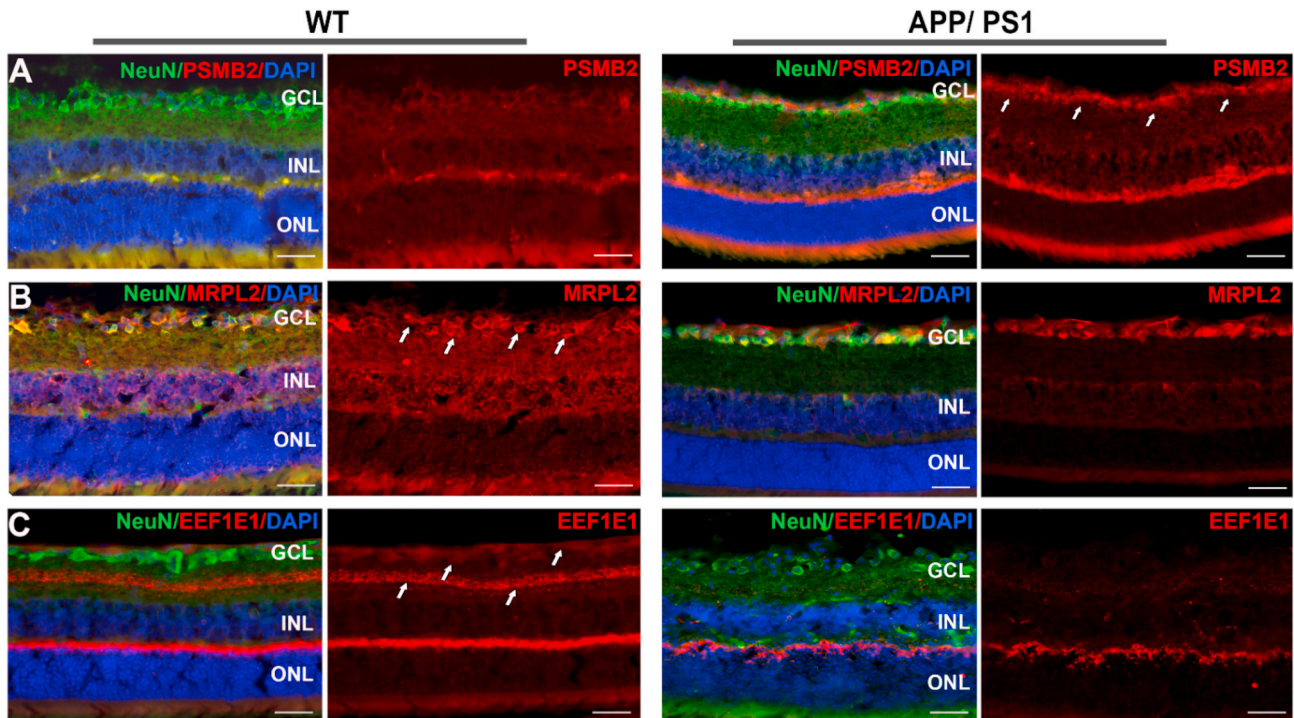 WT
APP/ PS1
A
NeuN/PSMB2/DAPI
GCL
INL
ONL
PSMB2
NeuN/PSMB2/DAPI
GCL
INL
ONL
PSMB2
B
NeuN/MRPL2/DAPI
GCL
INL
ONL
MRPL2
NeuN/MRPL2/DAPI
GCL
INL
ONL
MRPL2
C
NeuN/EEF1E1/DAPI
GCL
INL
ONL
EEF1E1
NeuN/EEF1E1/DAPI
GCL
INL
ONL
EEF1E1